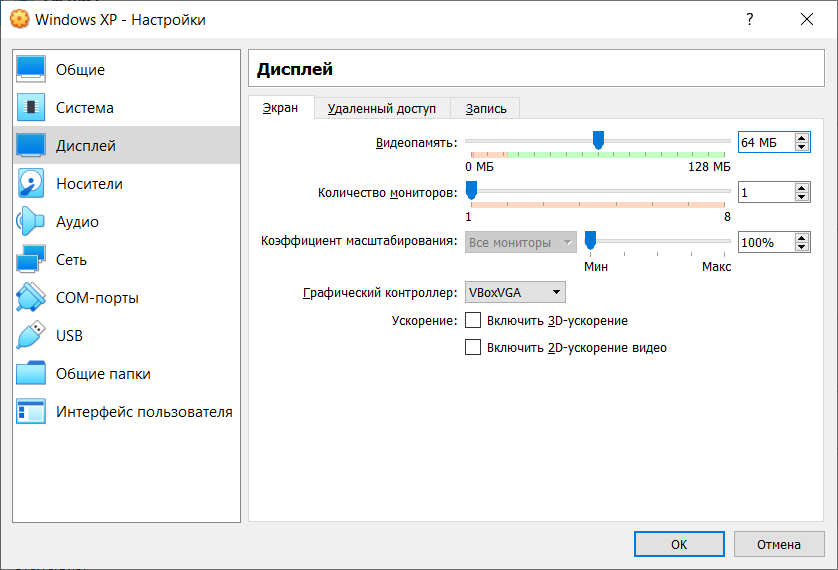 Windows XP - Настройки
?
Общие
Система
Дисплей
Носители
Аудио
Сеть
COM-порты
USB
Общие папки
Интерфейс пользователя
Дисплей
Экран
Удаленный доступ
Запись
Видеопамять:
64 МБ
0 МБ
128 МБ
Количество мониторов:
1
1
8
Коэффициент масштабирования:
Все мониторы
100%
Мин
Макс
Графический контроллер:
VBoxVGA
Ускорение:
Включить 3D-ускорение
Включить 2D-ускорение видео
OK
Отмена